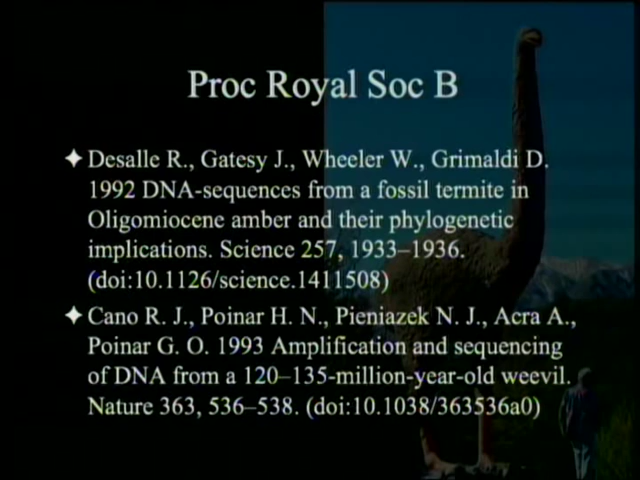 Proc Royal Soc B
✦ Desalle R., Gatesy J., Wheeler W., Grimaldi D.
1992 DNA-sequences from a fossil termite in
Oligomiocene amber and their phylogenetic
implications. Science 257, 1933–1936.
(doi:10.1126/science.1411508)
✦ Cano R. J., Poinar H. N., Pieniazek N. J., Acra A.,
Poinar G. O. 1993 Amplification and sequencing
of DNA from a 120–135-million-year-old weevil.
Nature 363, 536–538. (doi:10.1038/363536a0)